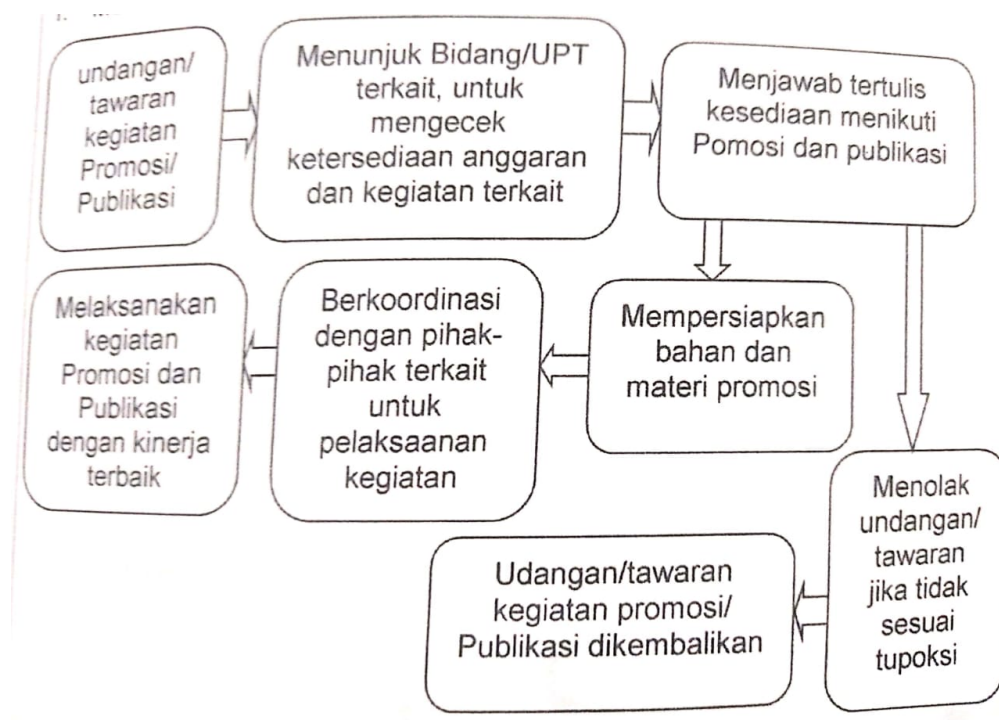 1.
undangan/
tawaran
kegiatan
Promosi/
Publikasi
Menunjuk Bidang/UPT
terkait, untuk
mengecek
ketersediaan anggaran
dan kegiatan terkait
Menjawab tertulis
kesediaan menikuti
Pomosi dan publikasi
Mempersiapkan
bahan dan
materi promosi
Berkoordinasi
dengan pihak-
pihak terkait
untuk
pelaksaanan
kegiatan
Melaksanakan
kegiatan
Promosi dan
Publikasi
dengan kinerja
terbaik
Menolak
undangan/
tawaran
jika tidak
sesuai
tupoksi
Udangan/tawaran
kegiatan promosi/
Publikasi dikembalikan